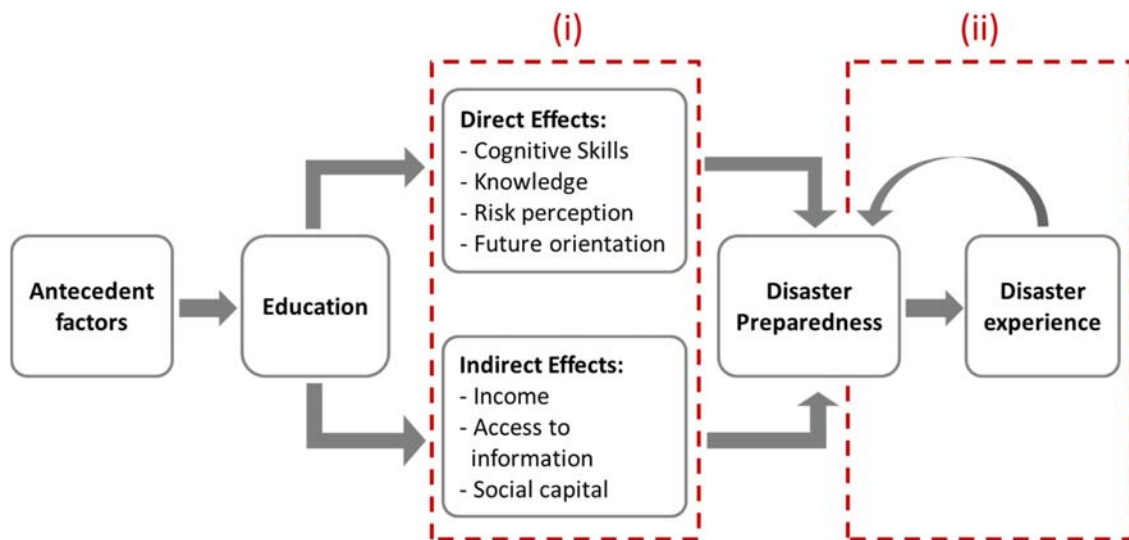 (i)
(ii)
Direct Effects:
- Cognitive Skills
- Knowledge
- Risk perception
- Future orientation
Antecedent
factors
Education
Disaster
Preparedness
Disaster
experience
Indirect Effects:
- Income
- Access to
information
- Social capital